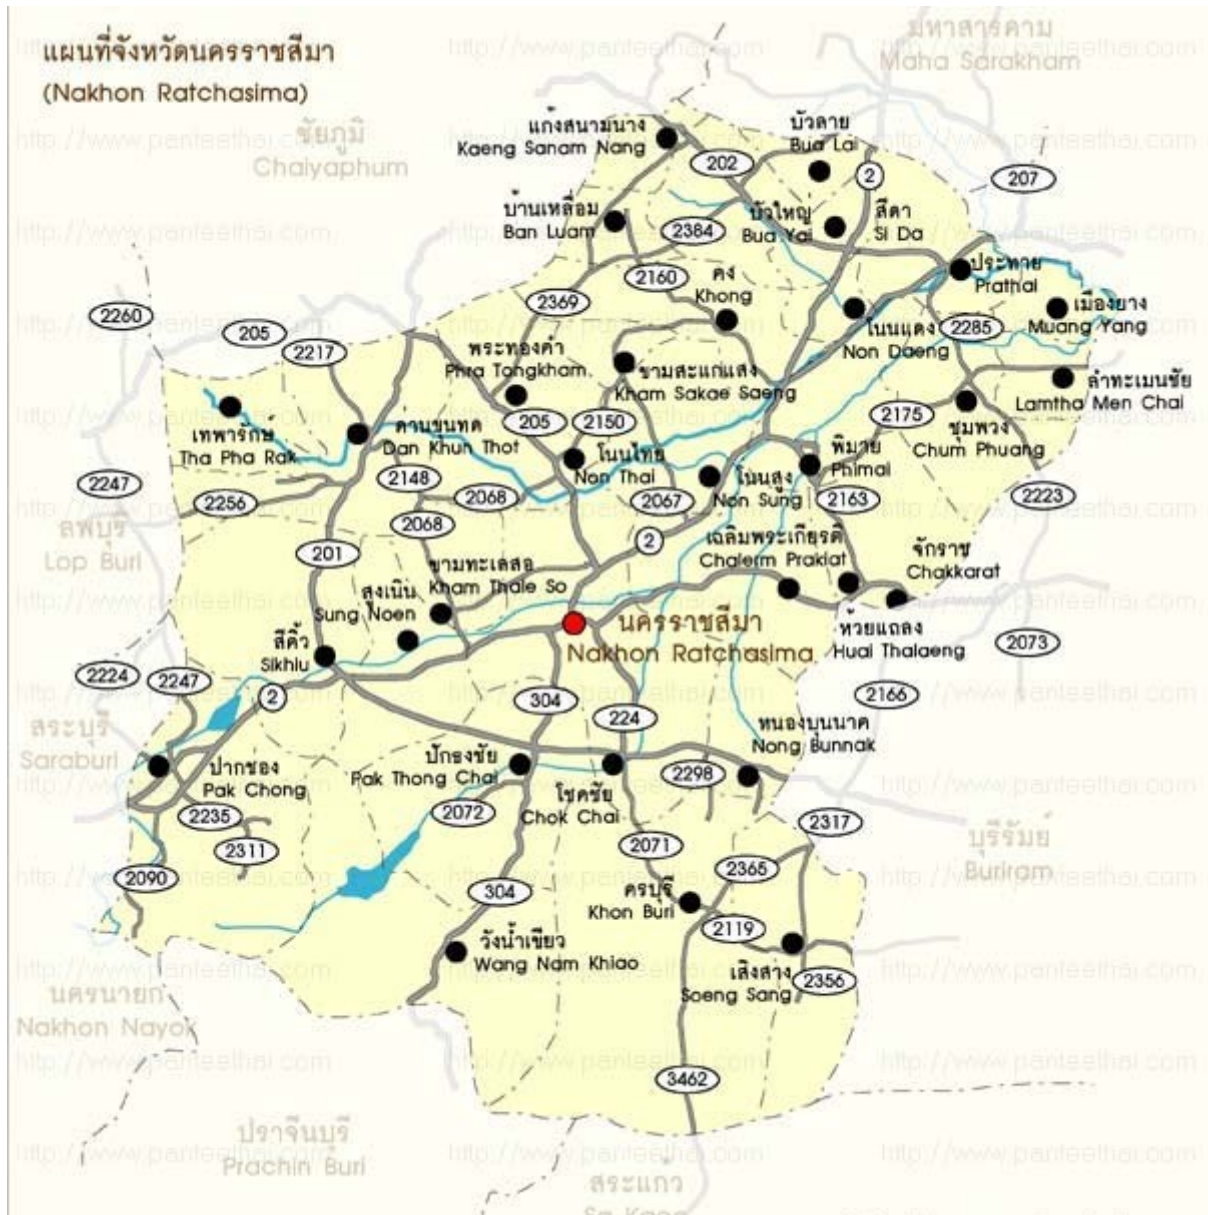 แผนที่จังหวัดนครราชสีมา
(Nakhon Ratchasima)
มหาสารคาม
Maha Sarakham
ชัยภูมิ
Chaiyaphum
แก้งสนามนาง
Kaeng Sanam Nang
บัวลาย
Bua Lai
202
2
207
บ้านเหลื่อม
Ban Luam
2384
บัวใหญ่
Bua Yai
สีดา
Si Da
2160
คง
Khong
ประทาย
Prathai
2369
เมืองยาง
Muang Yang
2260
205
2217
โนนแดง
Non Daeng
2285
พระทองคำ
Phra Tongkham
ขามสะแกแสง
Kham Sakae Saeng
ลำทะเมนชัย
Lamtha Men Chai
เทพารักษ์
Tha Pha Rak
ด่านขุนทด
Dan Khun Thot
205
2150
2175
ชุมพวง
Chum Phuang
โนนไทย
Non Thai
พิมาย
Phimai
2148
2247
2256
2068
2067
โนนสูง
Non Sung
2163
2223
ลพบุรี
Lop Buri
2068
201
2
เฉลิมพระเกียรติ
Chalerm Prakiat
จักราช
Chakkarat
ขามทะเลสอ
Kham Thale So
สูงเนิน
Sung Noen
นครราชสีมา
Nakhon Ratchasima
ห้วยแถลง
Huai Thalaeng
2073
สีคิ้ว
Sikhiu
2224
2247
2
304
224
2166
สระบุรี
Saraburi
หนองบุนนาค
Nong Bunnak
ปากช่อง
Pak Chong
ปักธงชัย
Pak Thong Chai
โชคชัย
Chok Chai
2298
2235
2072
2317
2311
2071
บุรีรัมย์
Buriram
2090
304
2365
ครบุรี
Khon Buri
2119
วังน้ำเขียว
Wang Nam Khiao
เสิงสาง
Soeng Sang
2356
นครนายก
Nakhon Nayok
3462
ปราจีนบุรี
Prachin Buri
สระแก้ว
http://www.panteethai.com